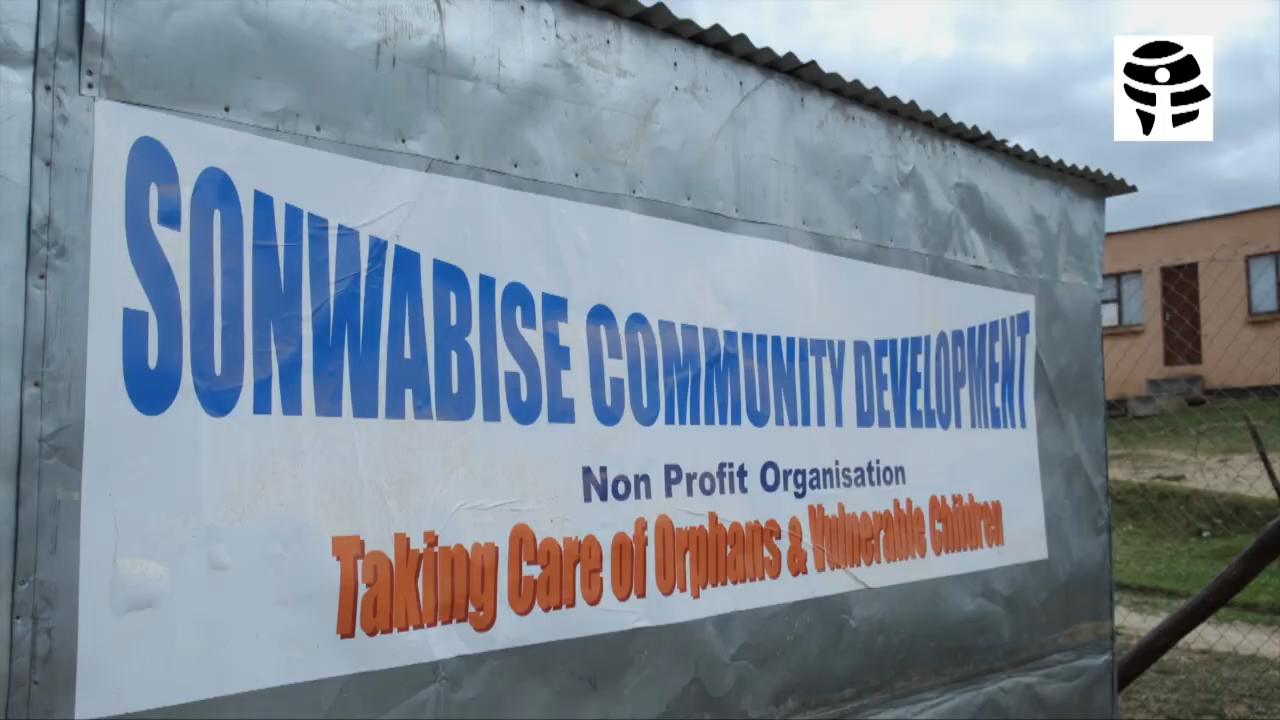 SONWABISE COMMUNITY DEVELOPMENT
Non Profit Organisation
Taking Care of Orphans & Vulnerable Children